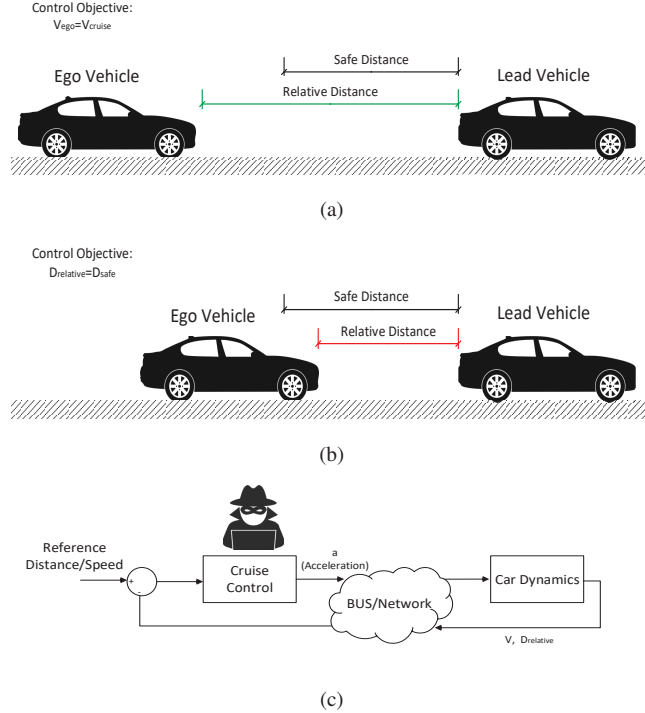 Control Objective:
Vego=Vcruise
Safe Distance
Ego Vehicle
Lead Vehicle
Relative Distance
(a)
Control Objective:
Drelative=Dsafe
Safe Distance
Ego Vehicle
Lead Vehicle
Relative Distance
(b)
Reference
Distance/Speed
+
-
Cruise
Control
a
(Acceleration)
BUS/Network
Car Dynamics
V, Drelative
(c)